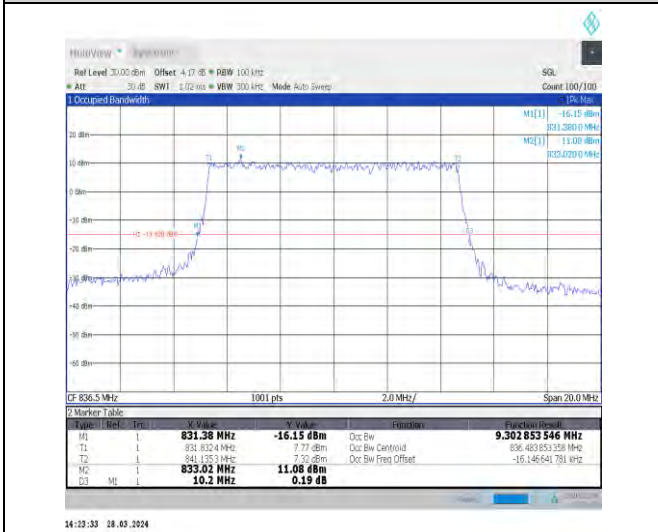 MultiView Spectrum
Ref Level 30.00 dBm Offset 4.17 dB RBW 100 kHz SGL
Att 30 dB SWT 1.02 ms VBW 300 kHz Mode Auto Sweep Count 100/100
1 Occupied Bandwidth 1Pk Max
M1[1] -16.15 dBm
831.3800 MHz
M2[1] 11.08 dBm
833.0200 MHz
20 dBm
T1 M2 T2
10 dBm
0 dBm
-10 dBm
M1
H1 D3
-20 dBm
-30 dBm
-40 dBm
-50 dBm
-60 dBm
CF 836.5 MHz 1001 pts 2.0 MHz/ Span 20.0 MHz
2 Marker Table
Type Ref Trc X Value Y Value Function Function Result
M1 1 831.38 MHz -16.15 dBm Occ Bw 9.302 853 546 MHz
T1 1 831.832 4 MHz 7.77 dBm Occ Bw Centroid 836.483 853 358 MHz
T2 1 841.135 3 MHz 7.32 dBm Occ Bw Freq Offset -16.146 641 781 kHz
M2 1 833.02 MHz 11.08 dBm
D3 M1 1 10.2 MHz 0.19 dB
14:23:33 28.03.2024